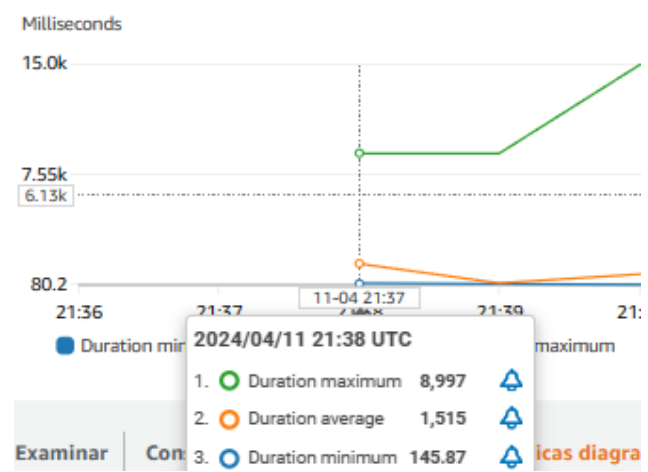 Milliseconds
15.0k
7.55k
6.13k
80.2
11-04 21:37
21:36 21:37 21:39 21:
Duration min maximum
2024/04/11 21:38 UTC
1. Duration maximum 8,997
2. Duration average 1,515
3. Duration minimum 145.87
Examinar Con icas diagra